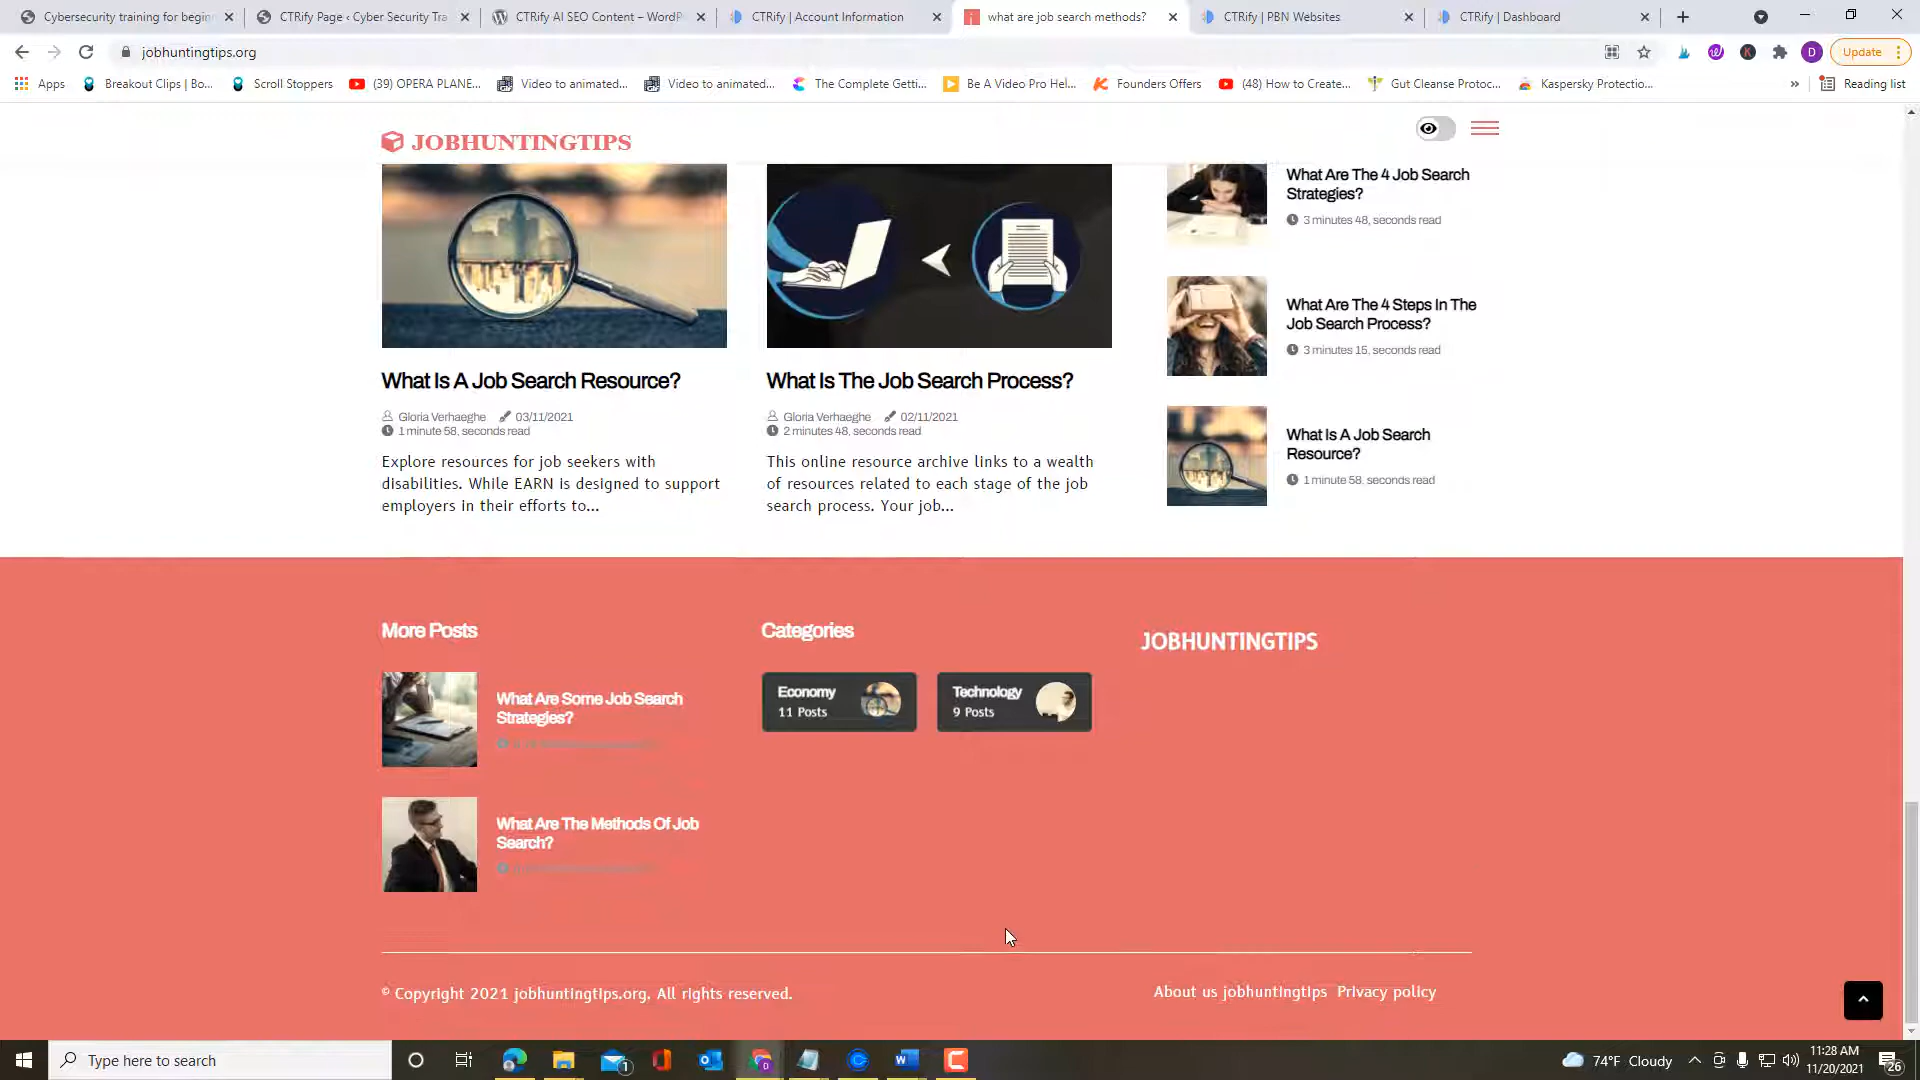 Cybersecurity training for begin
CTRify Page ‹ Cyber Security Tra
CTRify AI SEO Content – WordP
CTRify | Account Information
what are job search methods?
CTRify | PBN Websites
CTRify | Dashboard
jobhuntingtips.org
D
Update
Apps
Breakout Clips | Bo...
Scroll Stoppers
(39) OPERA PLANE...
Video to animated...
Video to animated...
The Complete Getti...
Be A Video Pro Hel...
Founders Offers
(48) How to Create...
Gut Cleanse Protoc...
Kaspersky Protectio...
»
Reading list
JOBHUNTINGTIPS
What Is A Job Search Resource?
Gloria Verhaeghe 03/11/2021
1 minute 58, seconds read
Explore resources for job seekers with
disabilities. While EARN is designed to support
employers in their efforts to...
What Is The Job Search Process?
Gloria Verhaeghe 02/11/2021
2 minutes 48, seconds read
This online resource archive links to a wealth
of resources related to each stage of the job
search process. Your job...
What Are The 4 Job Search
Strategies?
3 minutes 48, seconds read
What Are The 4 Steps In The
Job Search Process?
3 minutes 15, seconds read
What Is A Job Search
Resource?
1 minute 58, seconds read
More Posts
What Are Some Job Search
Strategies?
What Are The Methods Of Job
Search?
Categories
Economy
11 Posts
Technology
9 Posts
JOBHUNTINGTIPS
© Copyright 2021 jobhuntingtips.org. All rights reserved.
About us jobhuntingtips Privacy policy
Type here to search
74°F Cloudy
11:28 AM
11/20/2021
26